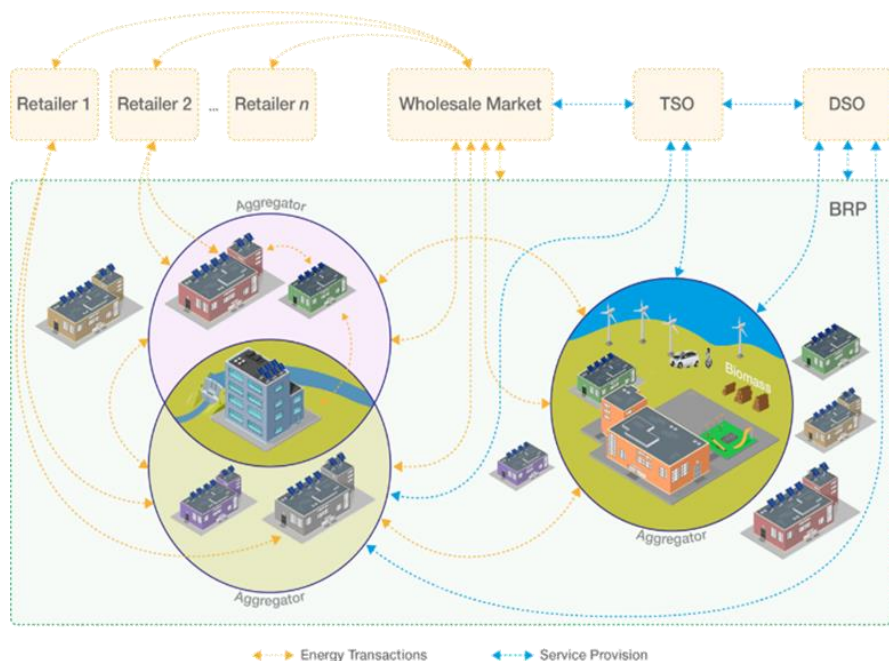 Retailer 1
Retailer 2
...
Retailer n
Wholesale Market
TSO
DSO
BRP
Aggregator
Biomass
Aggregator
Aggregator
Energy Transactions
Service Provision